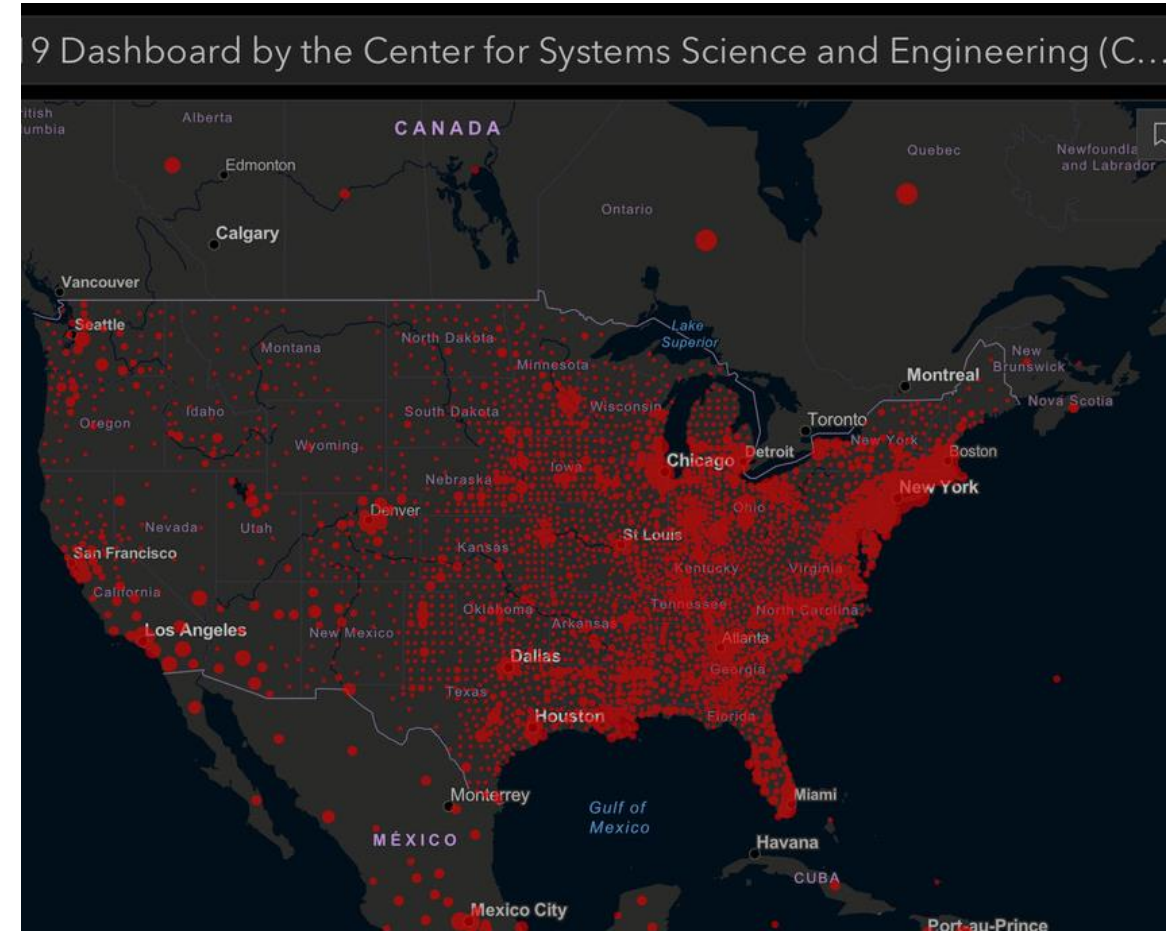 19 Dashboard by the Center for Systems Science and Engineering (C...
Alberta
CANADA
Edmonton
Quebec
Newfoundla
and Labrador
Ontario
Calgary
Vancouver
Seattle
Lake
Superior
Montana
North Dakota
Minnesota
New
Brunswick
Montreal
Nova Scotia
Oregon
Idaho
South Dakota
Wisconsin
Toronto
Wyoming
New York
Boston
Chicago
Detroit
Iowa
Nebraska
New York
Denver
Ohio
Nevada
Utah
St Louis
San Francisco
Kansas
Kentucky
Virginia
California
Oklahoma
Tennessee
North Carolina
Arkansas
Los Angeles
New Mexico
Atlanta
Dallas
Georgia
Texas
Houston
Florida
Monterrey
Miami
Gulf of
Mexico
MÉXICO
Havana
CUBA
Mexico City
Port-au-Prince